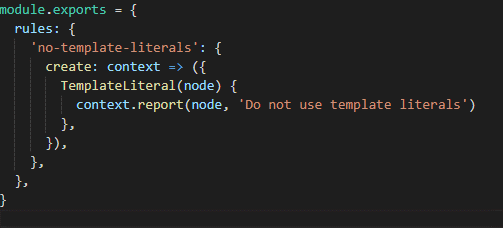 module.exports = {
  rules: {
    'no-template-literals': {
      create: context => ({
        TemplateLiteral(node) {
          context.report(node, 'Do not use template literals')
        },
      }),
    },
  },
}